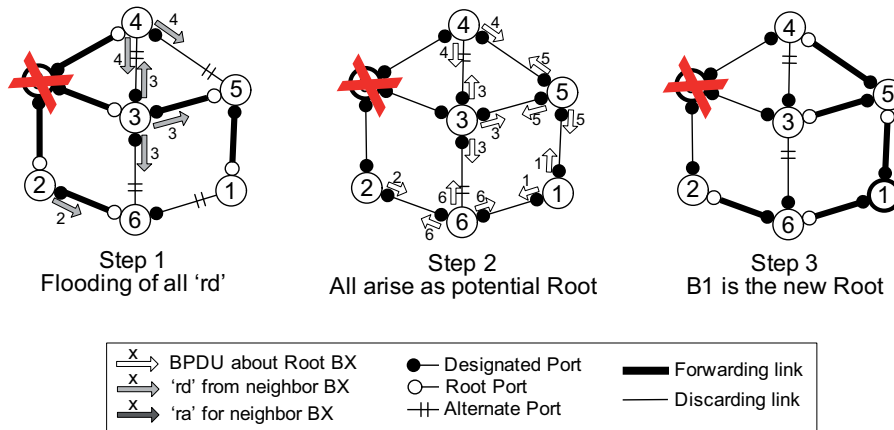 4
4
4
3
5
3
3
3
2
1
2
6
Step 1
Flooding of all ‘rd’
4
4
4
5
3
5
3
3
5
5
3
2
2
1
1
1
6
6
6
6
Step 2
All arise as potential Root
4
5
3
2
1
6
Step 3
B1 is the new Root
X
BPDU about Root BX
X
‘rd’ from neighbor BX
X
‘ra’ for neighbor BX
Designated Port
Root Port
Alternate Port
Forwarding link
Discarding link